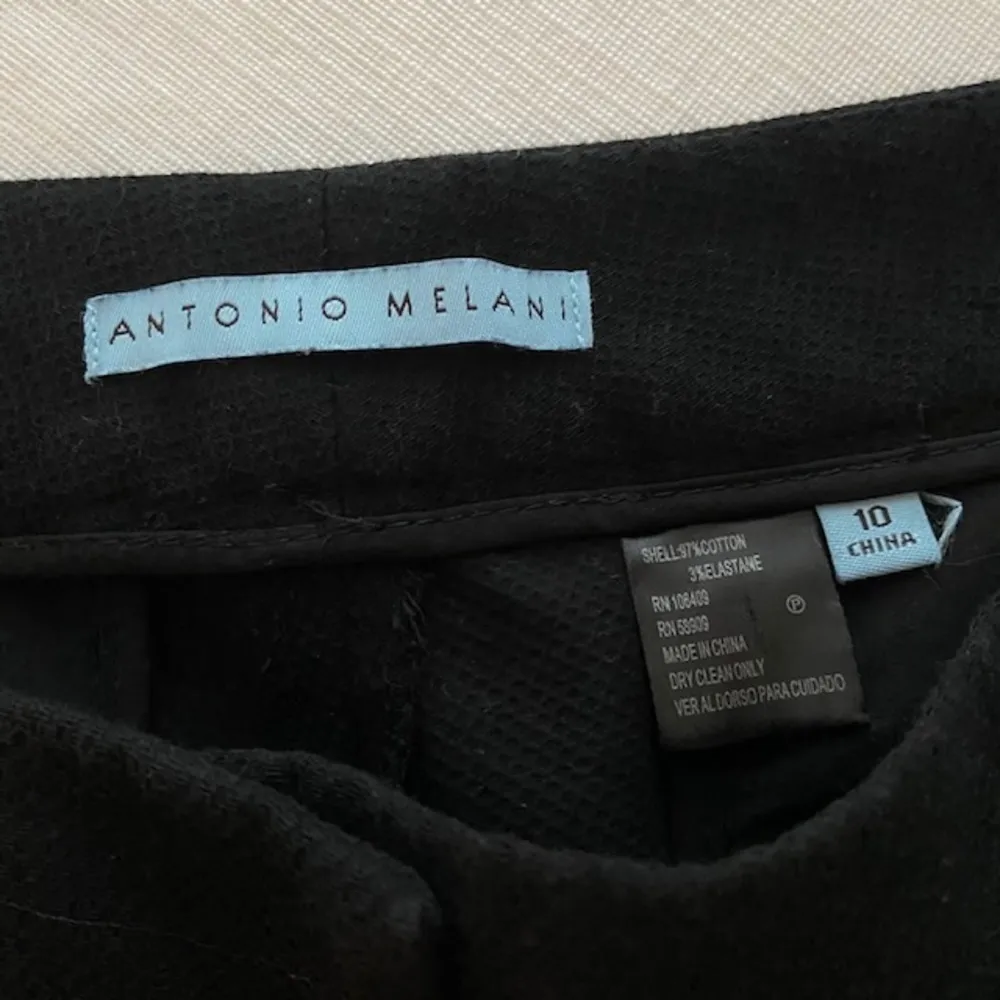 ANTONIO MELANI
10
CHINA
SHELL:97%COTTON
3%ELASTANE
RN 106409
RN 58909
MADE IN CHINA
DRY CLEAN ONLY
VER AL DORSO PARA CUIDADO
P